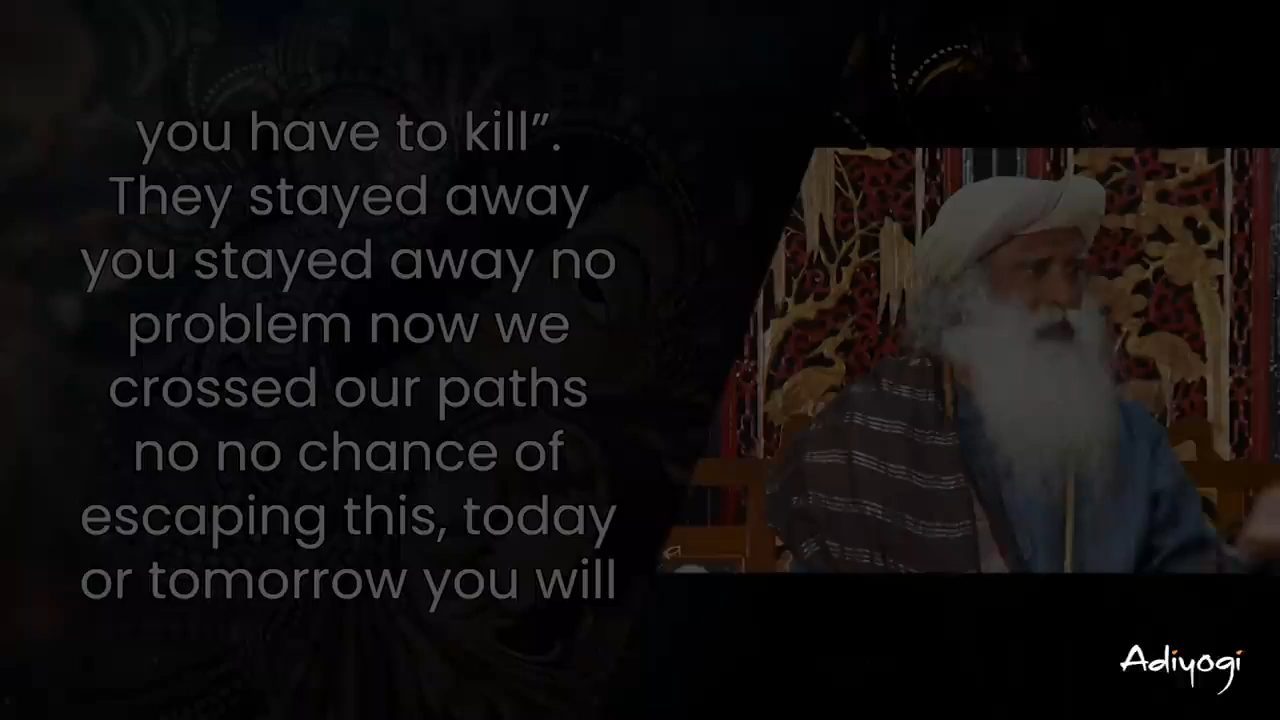 you have to kill”.
They stayed away
you stayed away no
problem now we
crossed our paths
no no chance of
escaping this, today
or tomorrow you will
a
Adiyogi